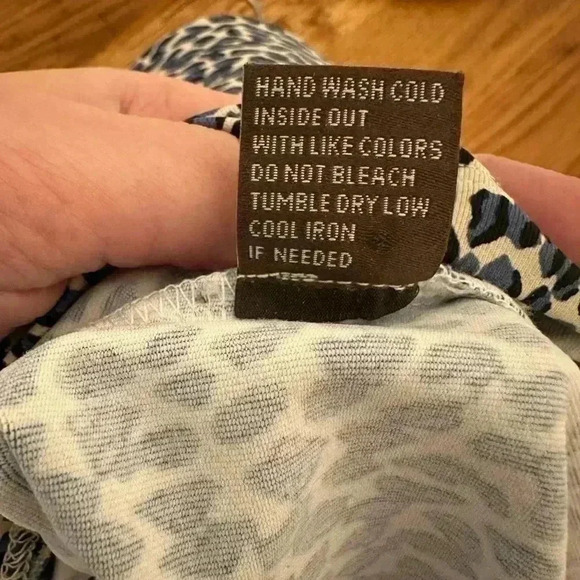 HAND WASH COLD
INSIDE OUT
WITH LIKE COLORS
DO NOT BLEACH
TUMBLE DRY LOW
COOL IRON
IF NEEDED